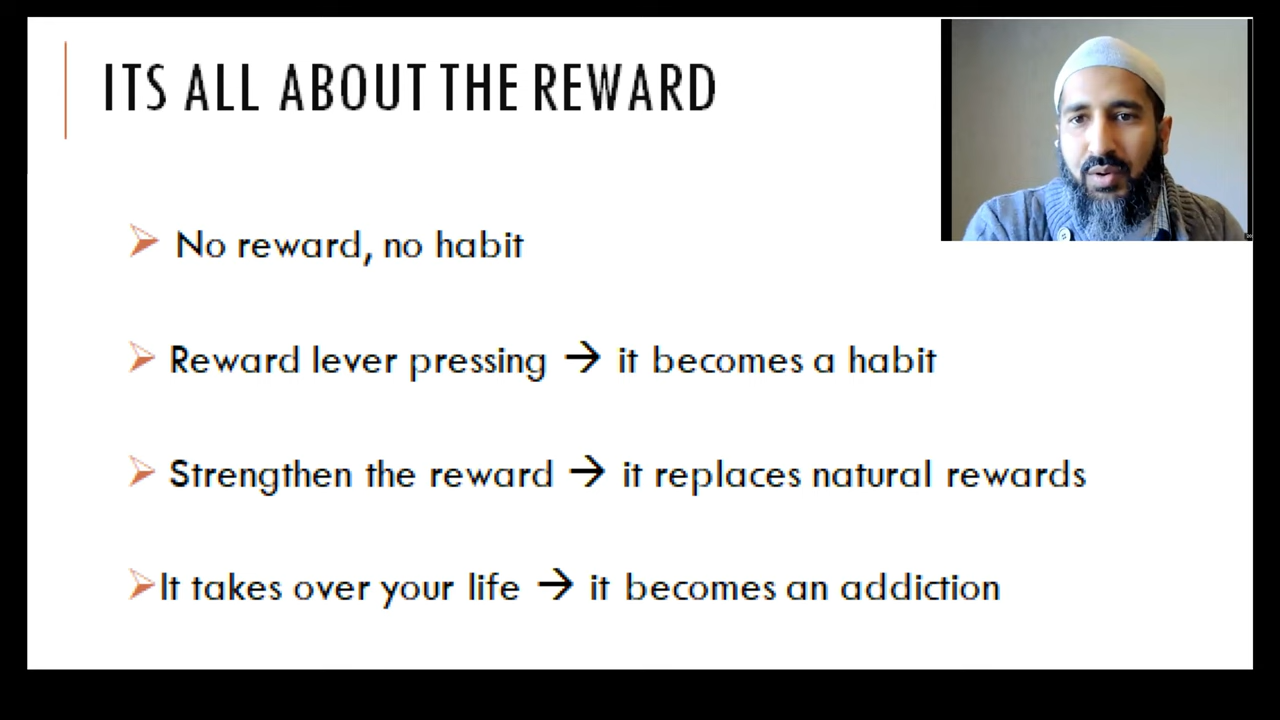 ITS ALL ABOUT THE REWARD
No reward, no habit
Reward lever pressing → it becomes a habit
Strengthen the reward → it replaces natural rewards
It takes over your life → it becomes an addiction